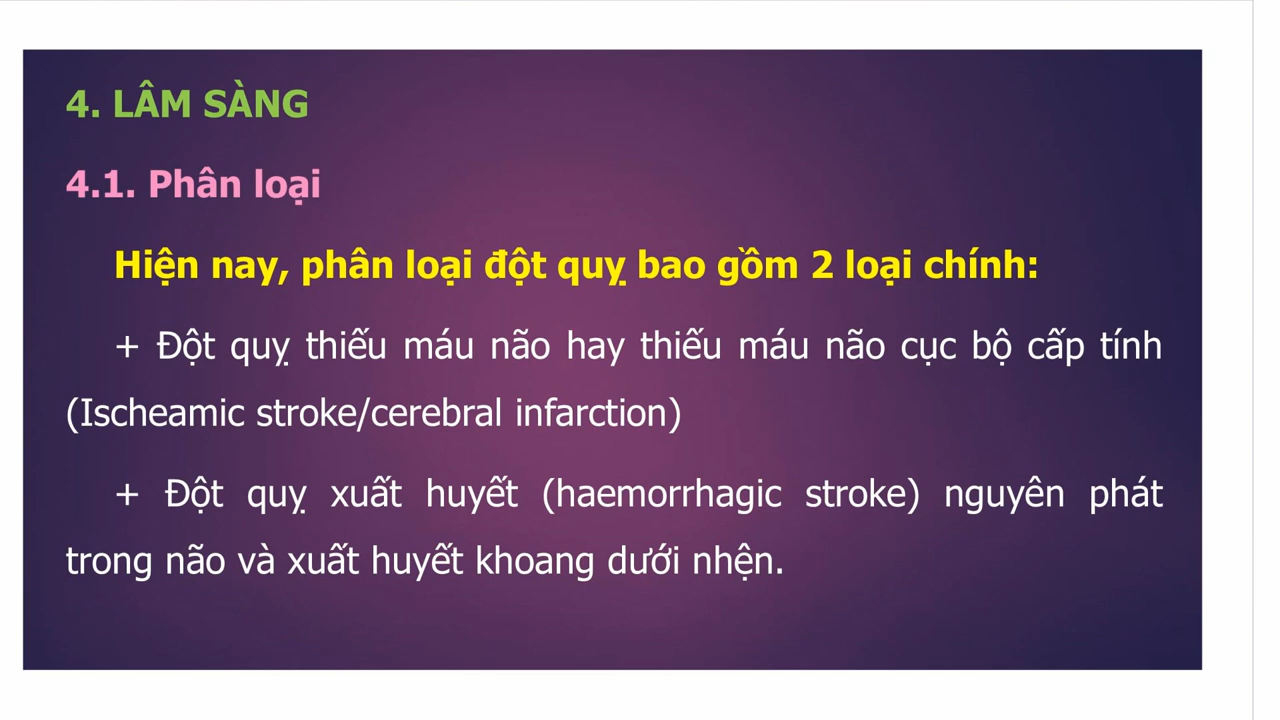 4. LÂM SÀNG
4.1. Phân loại
Hiện nay, phân loại đột quỵ bao gồm 2 loại chính:
+ Đột quỵ thiếu máu não hay thiếu máu não cục bộ cấp tính
(Ischeamic stroke/cerebral infarction)
+ Đột quỵ xuất huyết (haemorrhagic stroke) nguyên phát
trong não và xuất huyết khoang dưới nhện.